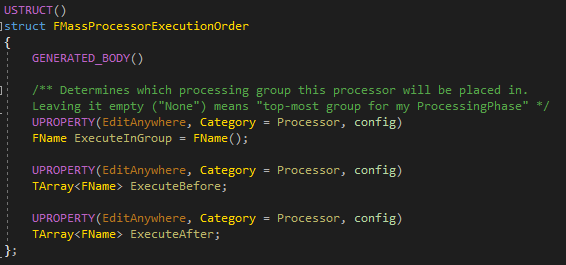 USTRUCT()
struct FMassProcessorExecutionOrder
{
GENERATED_BODY()
/** Determines which processing group this processor will be placed in.
Leaving it empty ("None") means "top-most group for my ProcessingPhase" */
UPROPERTY(EditAnywhere, Category = Processor, config)
FName ExecuteInGroup = FName();
UPROPERTY(EditAnywhere, Category = Processor, config)
TArray<FName> ExecuteBefore;
UPROPERTY(EditAnywhere, Category = Processor, config)
TArray<FName> ExecuteAfter;
};